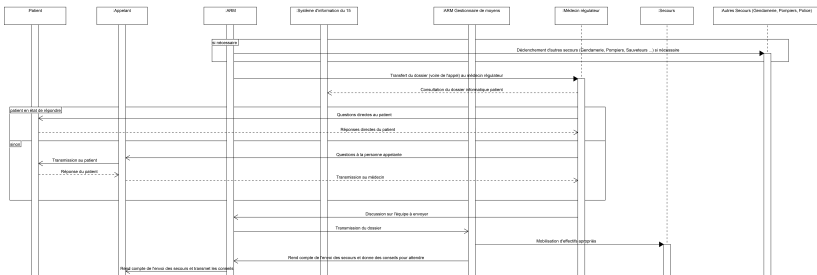 Patient
Appelant
ARM
Système d'information du 15
ARM Gestionnaire de moyens
Médecin régulateur
Secours
Autres Secours (Gendarmerie, Pompiers, Police)
si nécessaire
Déclenchement d'autres secours (Gendarmerie, Pompiers, Sauveteurs ...) si nécessaire
Transfert du dossier (voire de l'appel) au médecin régulateur
Consultation du dossier informatique patient
patient en état de répondre
Questions directes au patient
Réponses directes du patient
sinon
Questions à la personne appelante
Transmission au patient
Réponse du patient
Transmission au médecin
Discussion sur l'équipe à envoyer
Transmission du dossier
Mobilisation d'effectifs
Rend compte de l'envoi des secours et donne des conseils pour attendre
Rend compte de l'envoi des secours et transmet les conseils